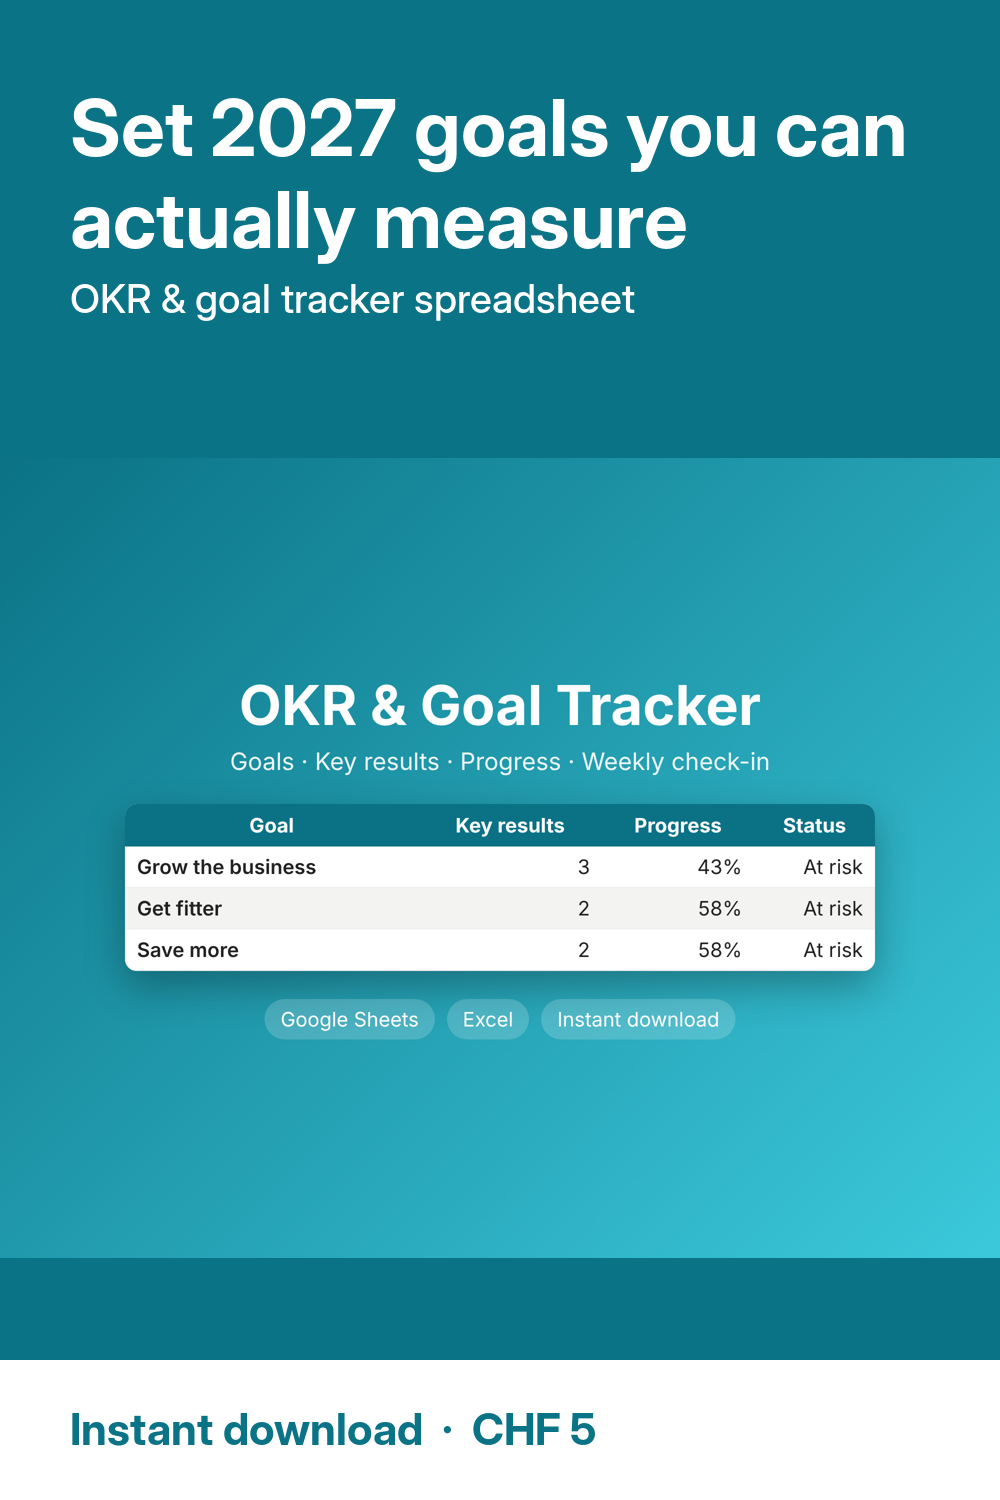 Set 2027 goals you can
actually measure
OKR & goal tracker spreadsheet
OKR & Goal Tracker
Goals · Key results · Progress · Weekly check-in
Goal Key results Progress Status
Grow the business 3 43% At risk
Get fitter 2 58% At risk
Save more 2 58% At risk
Google Sheets Excel Instant download
Instant download · CHF 5